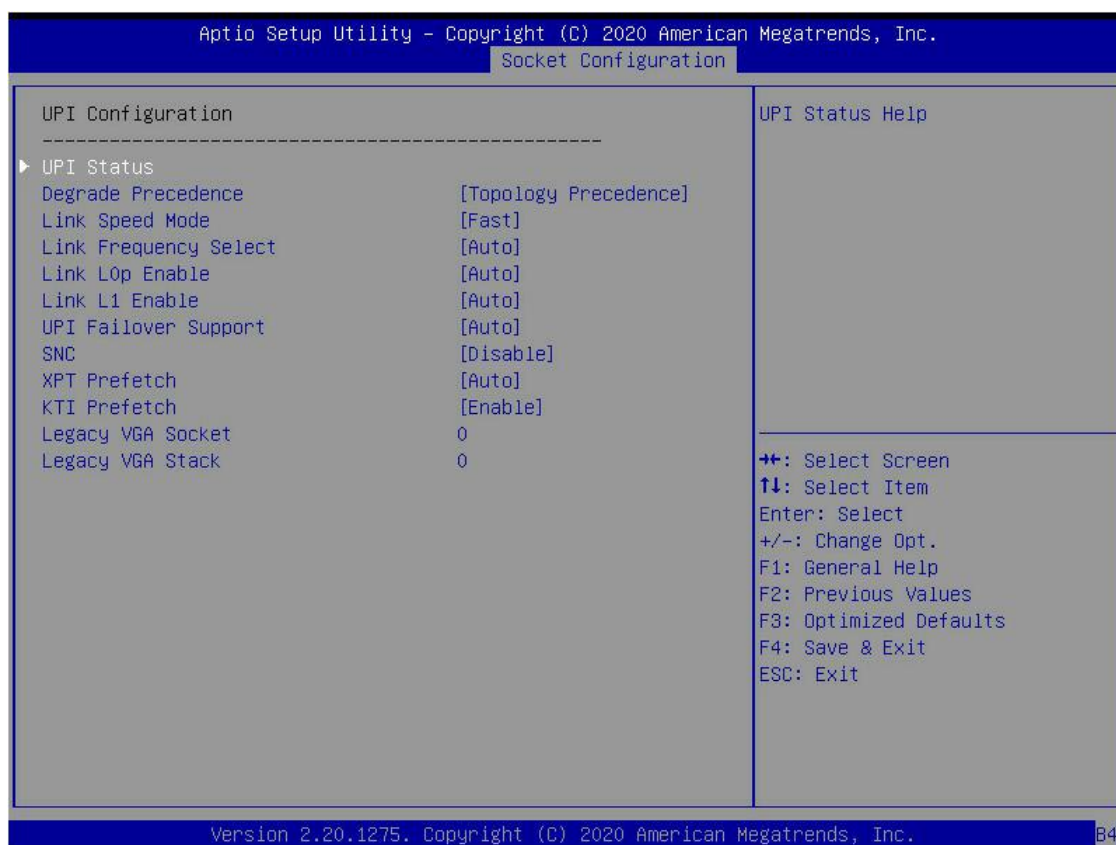 Aptio Setup Utility – Copyright (C) 2020 American Megatrends, Inc.
Socket Configuration
UPI Configuration
--------------------------------------------------
UPI Status
Degrade Precedence [Topology Precedence]
Link Speed Mode [Fast]
Link Frequency Select [Auto]
Link L0p Enable [Auto]
Link L1 Enable [Auto]
UPI Failover Support [Auto]
SNC [Disable]
XPT Prefetch [Auto]
KTI Prefetch [Enable]
Legacy VGA Socket 0
Legacy VGA Stack 0
UPI Status Help
→←: Select Screen
↑↓: Select Item
Enter: Select
+/-: Change Opt.
F1: General Help
F2: Previous Values
F3: Optimized Defaults
F4: Save & Exit
ESC: Exit
Version 2.20.1275. Copyright (C) 2020 American Megatrends, Inc.
B4